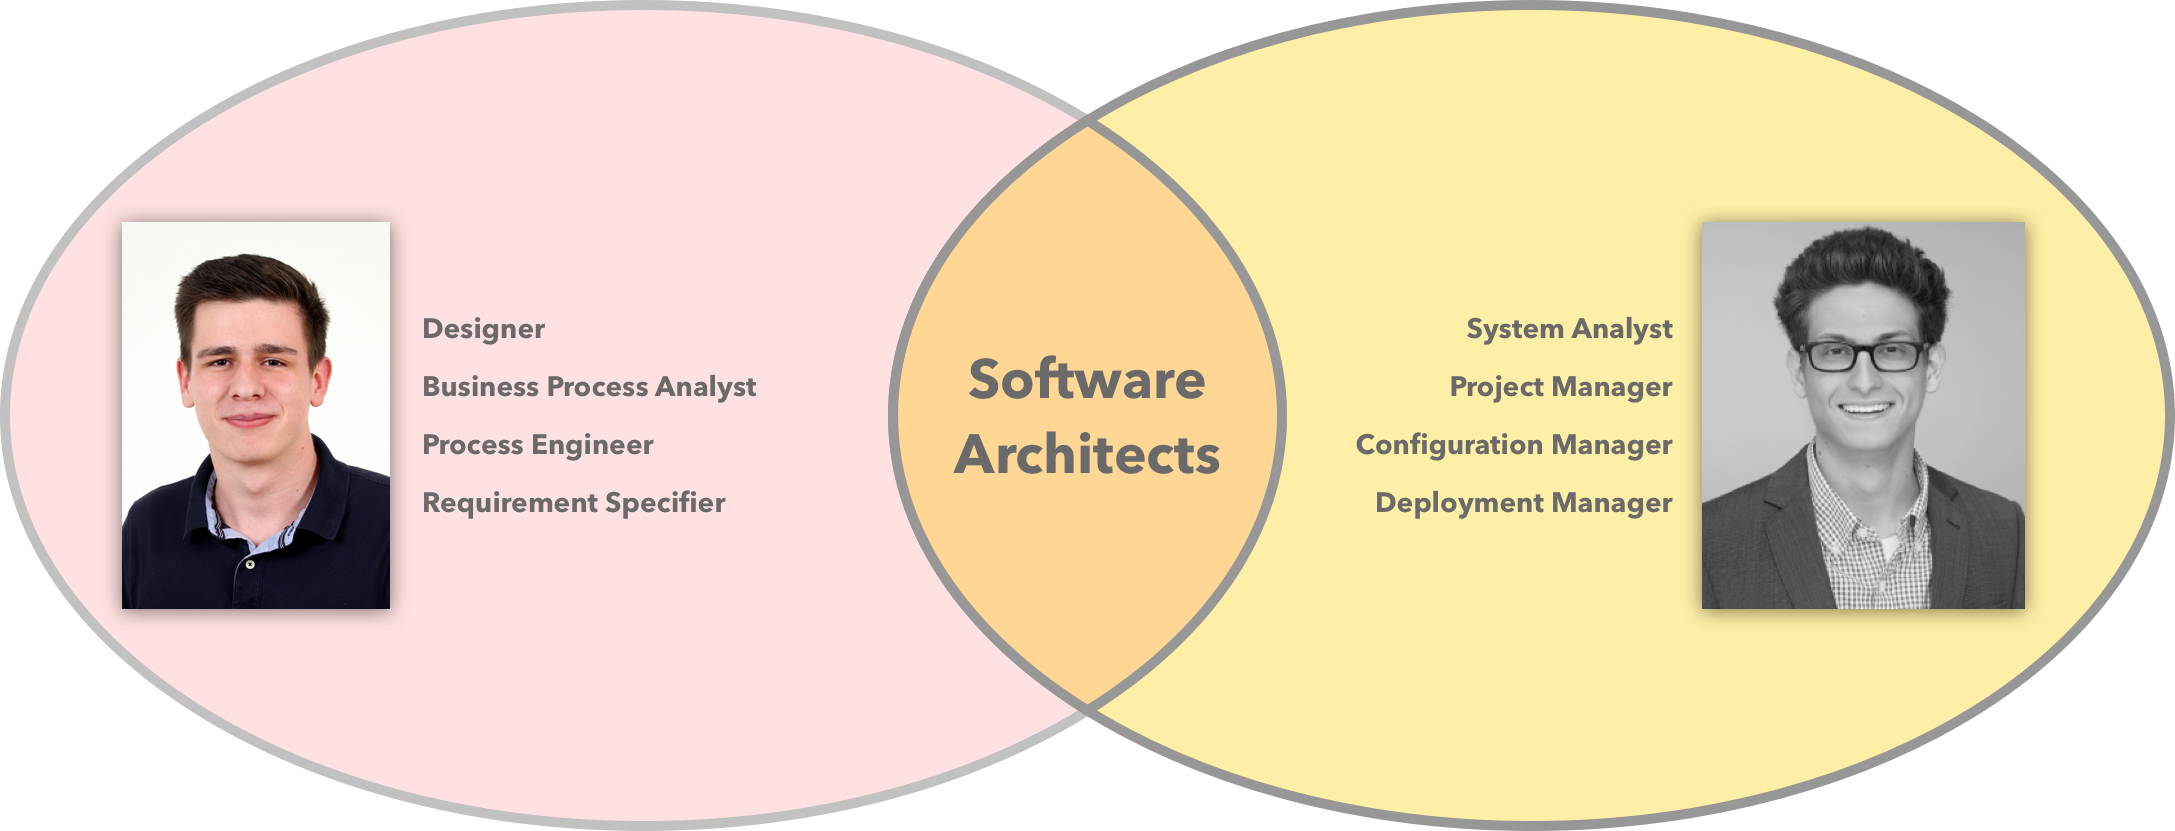 Designer
Business Process Analyst
Process Engineer
Requirement Specifier
Software
Architects
System Analyst
Project Manager
Configuration Manager
Deployment Manager